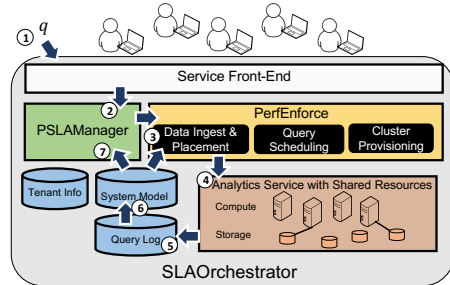 1 q
Service Front-End
2
PSLAManager
PerfEnforce
3
Data Ingest &
Placement
Query
Scheduling
Cluster
Provisioning
7
4
Tenant Info
System Model
Analytics Service with Shared Resources
Compute
6
Storage
Query Log
5
SLAOrchestrator